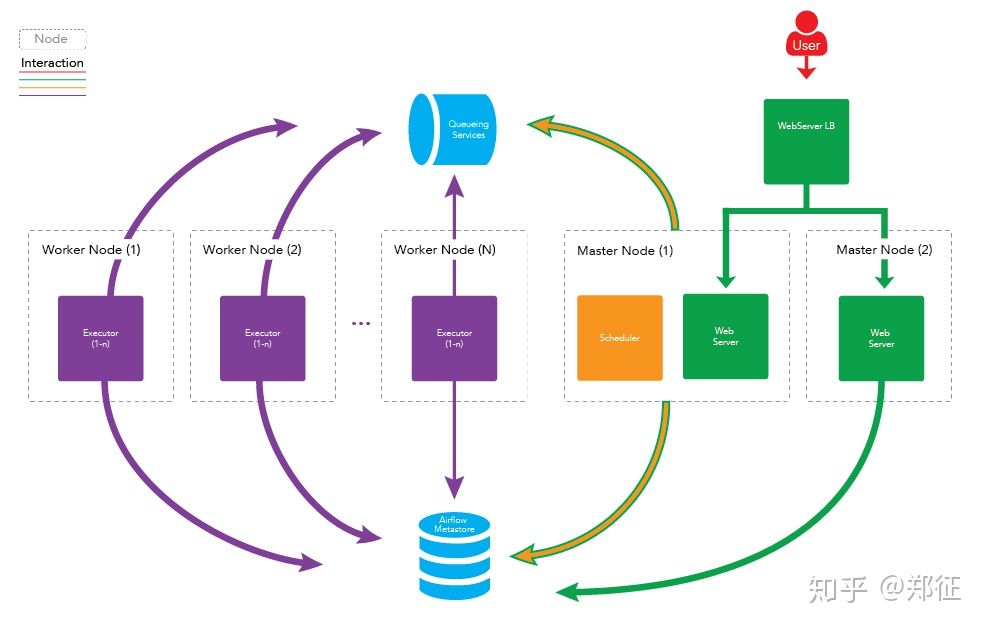 Node
Interaction
User
WebServer LB
Queueing
Services
Worker Node (1)
Worker Node (2)
Worker Node (N)
Master Node (1)
Master Node (2)
Executor
(1-n)
Executor
(1-n)
...
Executor
(1-n)
Scheduler
Web
Server
Web
Server
Airflow
Metastore
知乎 @郑征